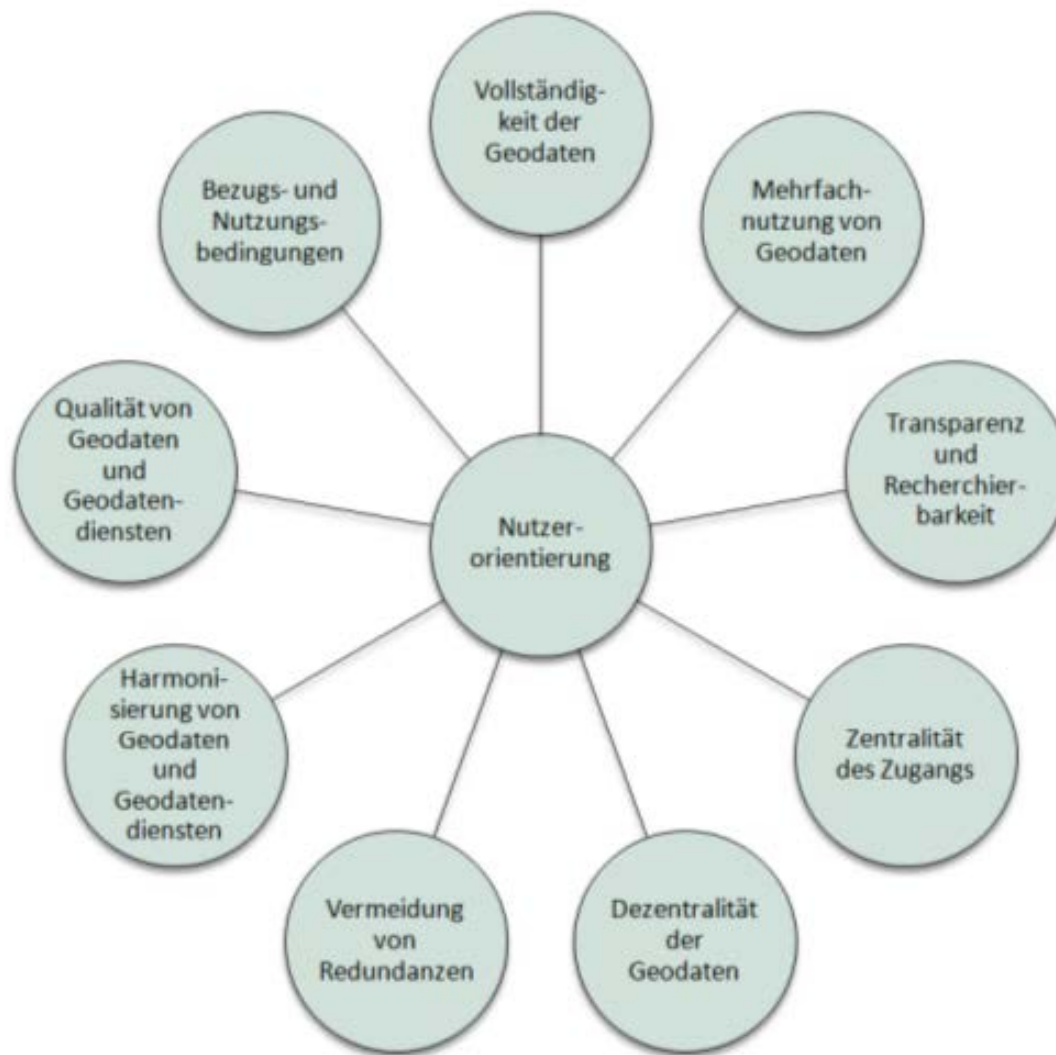 Vollständig-
keit der
Geodaten
Mehrfach-
nutzung von
Geodaten
Transparenz
und
Recherchier-
barkeit
Zentralität
des Zugangs
Dezentralität
der
Geodaten
Vermeidung
von
Redundanzen
Harmoni-
sierung von
Geodaten
und
Geodaten-
diensten
Qualität von
Geodaten
und
Geodaten-
diensten
Bezugs- und
Nutzungs-
bedingungen
Nutzer-
orientierung